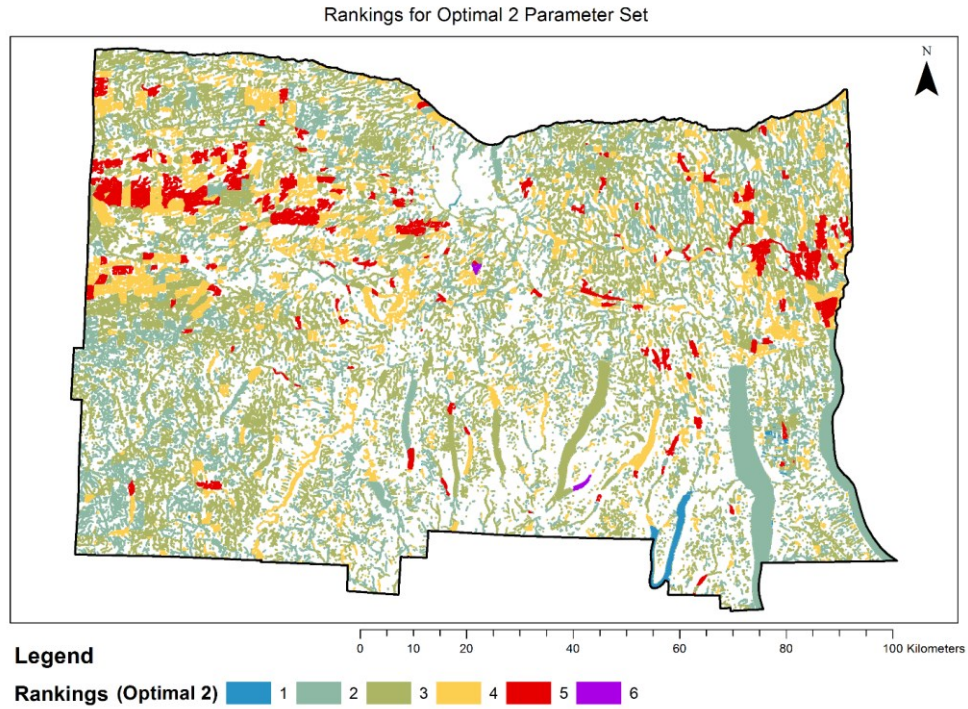 Rankings for Optimal 2 Parameter Set
N
0 10 20 40 60 80 100 Kilometers
Legend
Rankings (Optimal 2) 1 2 3 4 5 6